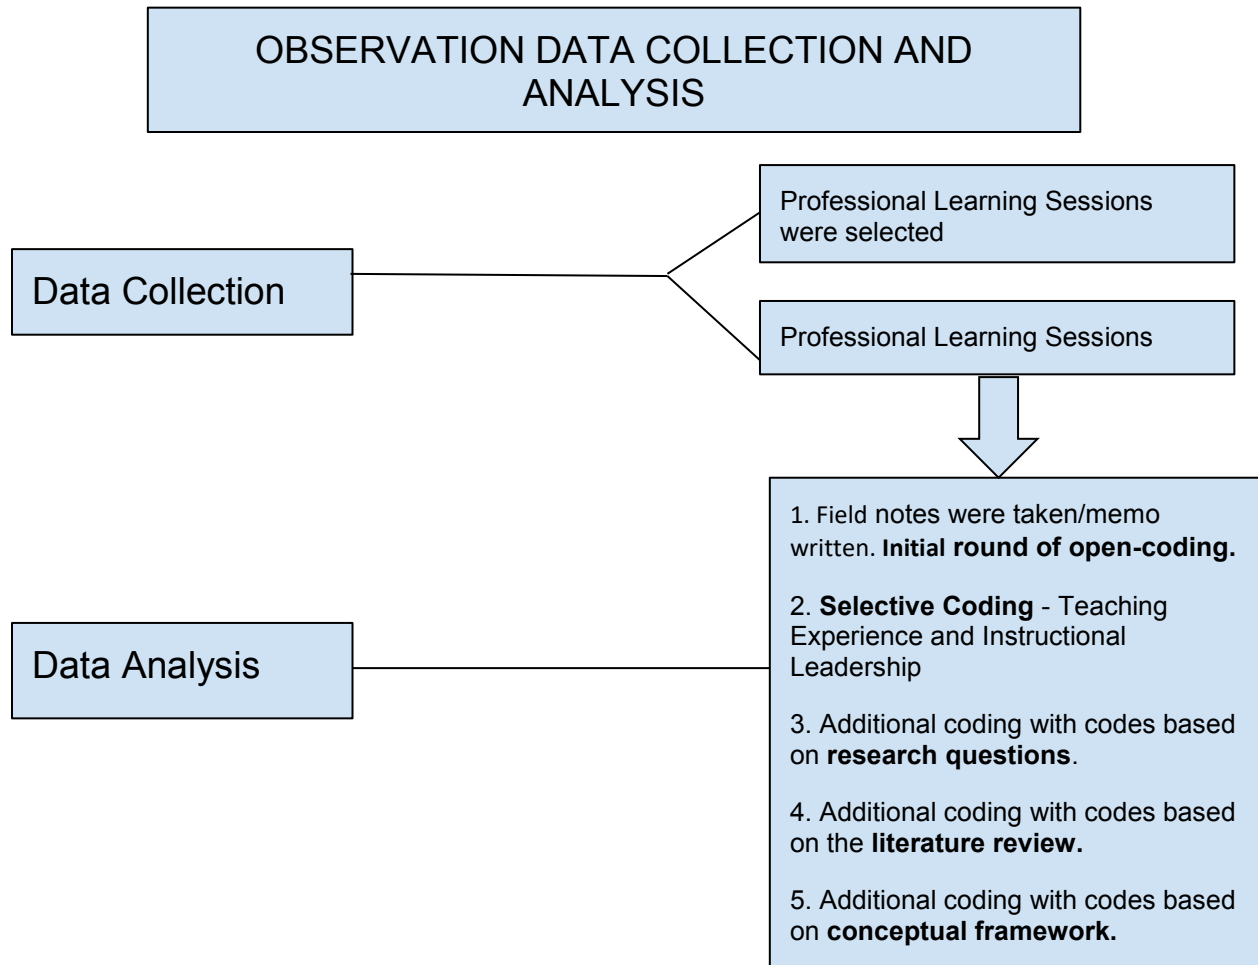 OBSERVATION DATA COLLECTION AND
ANALYSIS
Professional Learning Sessions
were selected
Data Collection
Professional Learning Sessions
1. Field notes were taken/memo
written. Initial round of open-coding.
2. Selective Coding - Teaching
Experience and Instructional
Leadership
Data Analysis
3. Additional coding with codes based
on research questions.
4. Additional coding with codes based
on the literature review.
5. Additional coding with codes based
on conceptual framework.